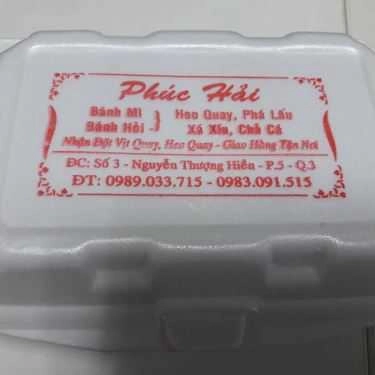 Phúc Hải
Bánh Mì } Heo Quay, Phá Lấu
Bánh Hỏi } Xá Xíu, Chả Cá
Nhận Đặt Vịt Quay, Heo Quay - Giao Hàng Tận Nơi
ĐC: Số 3 - Nguyễn Thượng Hiền - P.5 - Q.3
ĐT: 0989.033.715 - 0983.091.515